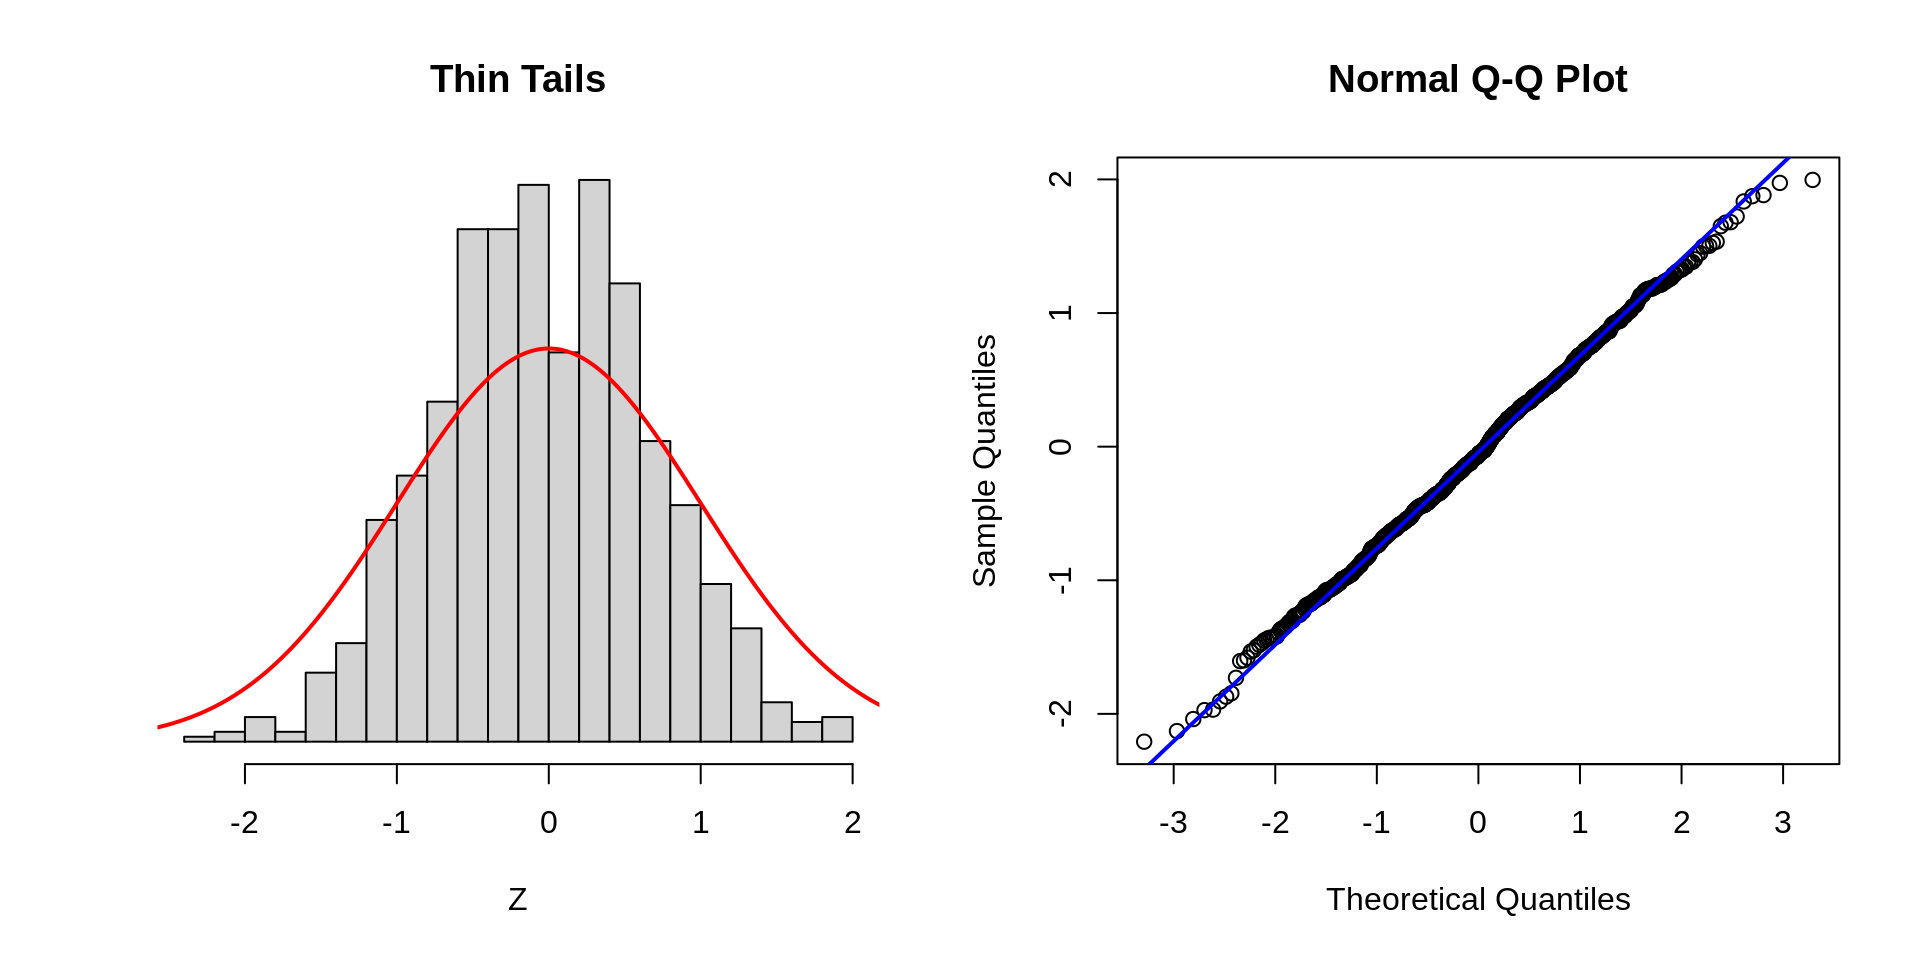 Thin Tails
-2 -1 0 1 2
Z
Normal Q-Q Plot
Sample Quantiles
2
1
0
-1
-2
-3 -2 -1 0 1 2 3
Theoretical Quantiles